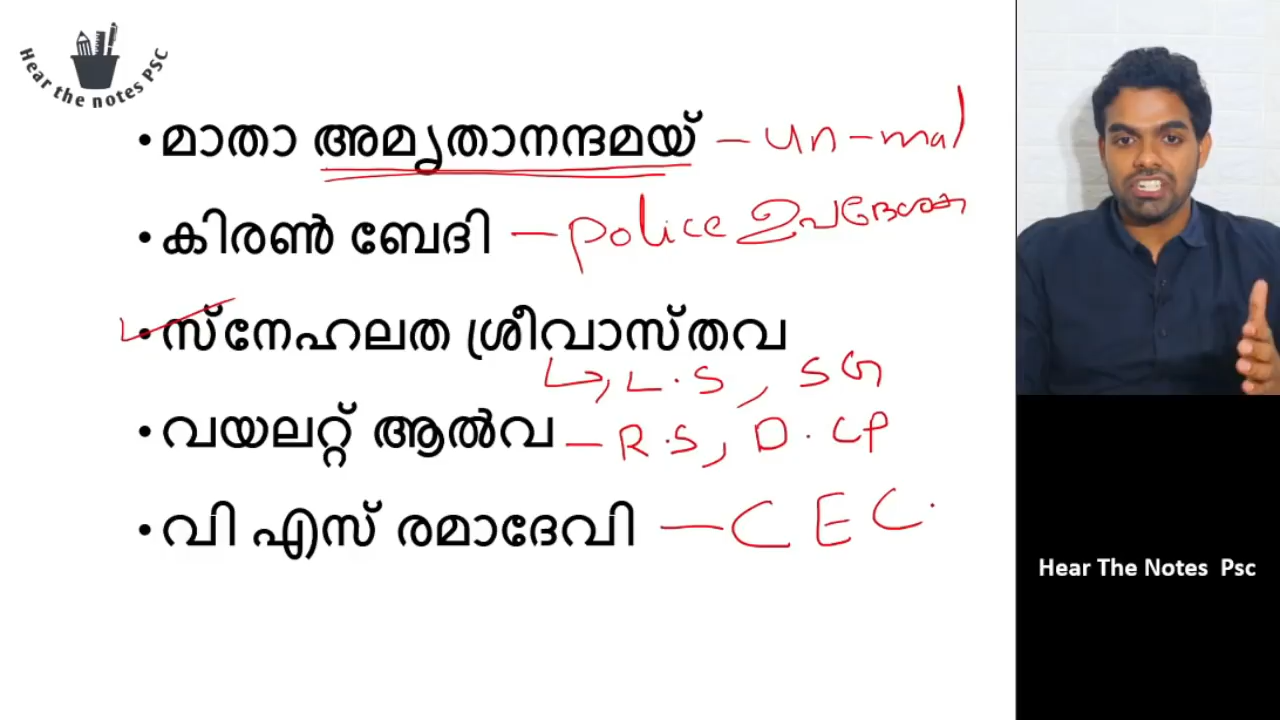 Hear the notes PSC
• മാതാ അമൃതാനന്ദമയ് - un-mal
• കിരൺ ബേദി - police ഉപദേശക
• സ്നേഹലത ശ്രീവാസ്തവ
L.S, SG
• വയലറ്റ് ആൽവ - R.S, D.CP
• വി എസ് രമാദേവി - CEC.
Hear The Notes Psc